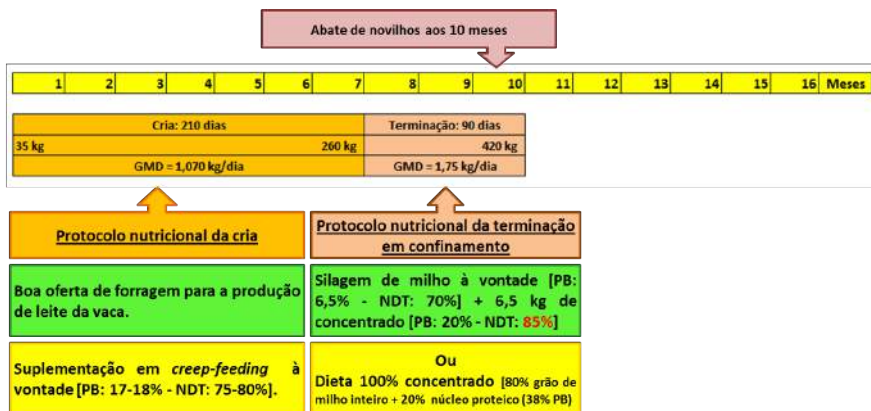 Abate de novilhos aos 10 meses
1 2 3 4 5 6 7 8 9 10 11 12 13 14 15 16 Meses
Cria: 210 dias Terminação: 90 dias
35 kg 260 kg 420 kg
GMD = 1,070 kg/dia GMD = 1,75 kg/dia
Protocolo nutricional da cria
Boa oferta de forragem para a produção
de leite da vaca.
Suplementação em creep-feeding à
vontade [PB: 17-18% - NDT: 75-80%].
Protocolo nutricional da terminação
em confinamento
Silagem de milho à vontade [PB:
6,5% - NDT: 70%] + 6,5 kg de
concentrado [PB: 20% - NDT: 85%]
Ou
Dieta 100% concentrado [80% grão de
milho inteiro + 20% núcleo proteico (38% PB)